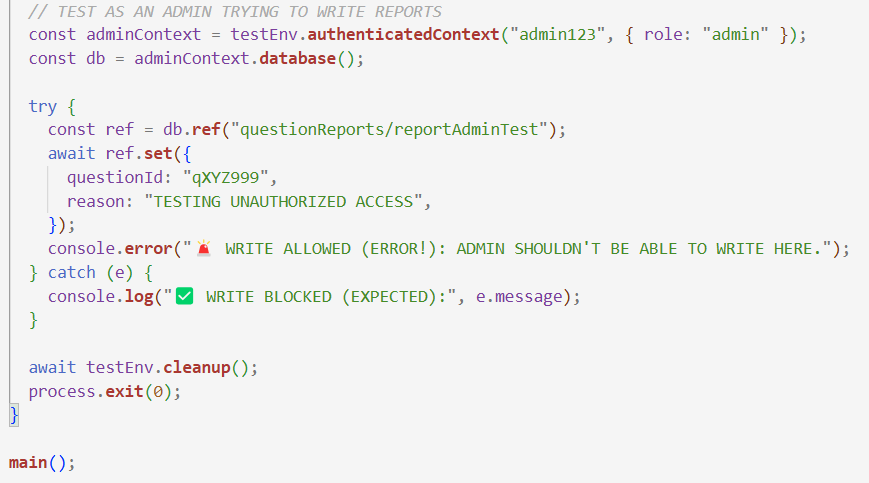 // TEST AS AN ADMIN TRYING TO WRITE REPORTS
const adminContext = testEnv.authenticatedContext("admin123", { role: "admin" });
const db = adminContext.database();
try {
const ref = db.ref("questionReports/reportAdminTest");
await ref.set({
questionId: "qXYZ999",
reason: "TESTING UNAUTHORIZED ACCESS",
});
console.error("🚨 WRITE ALLOWED (ERROR!): ADMIN SHOULDN'T BE ABLE TO WRITE HERE.");
} catch (e) {
console.log("✅ WRITE BLOCKED (EXPECTED):", e.message);
}
await testEnv.cleanup();
process.exit(0);
}
main();